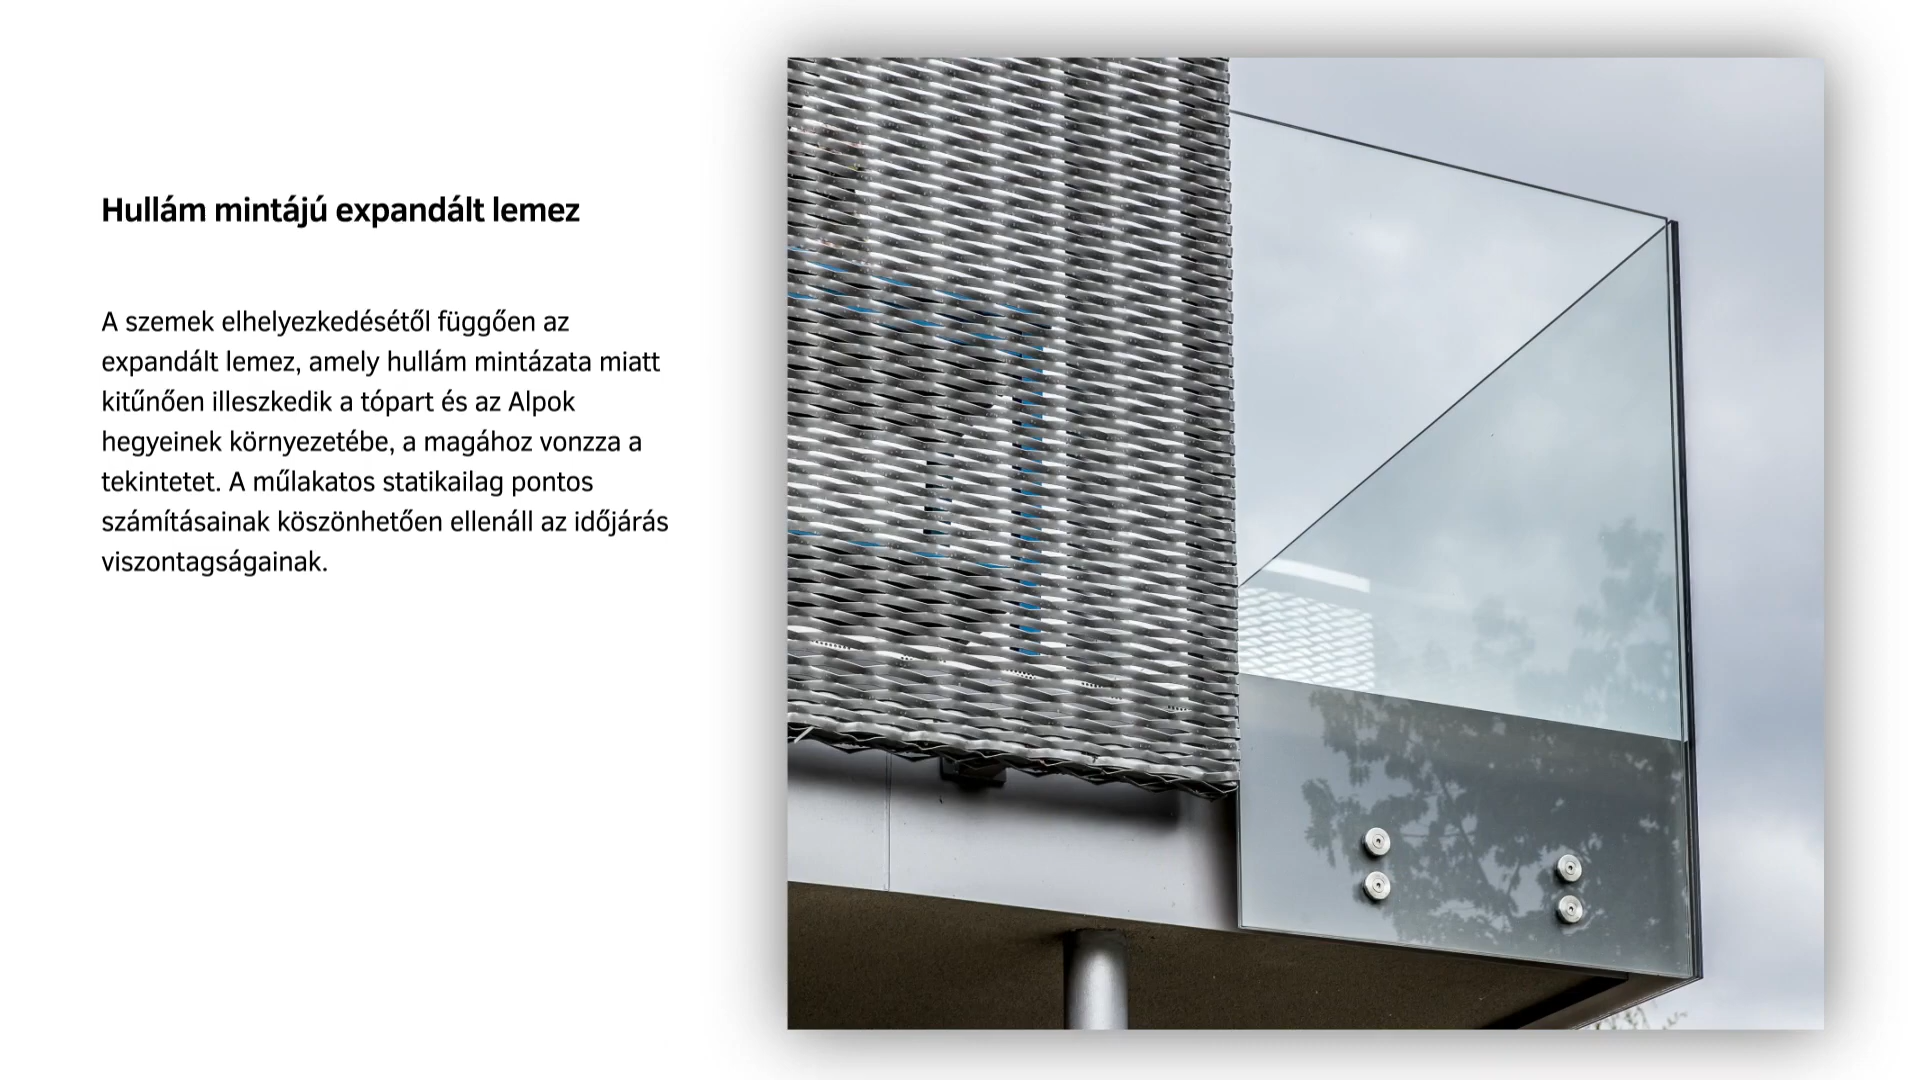 Hullám mintájú expandált lemez
A szemek elhelyezkedésétől függően az
expandált lemez, amely hullám mintázata miatt
kitűnően illeszkedik a tópart és az Alpok
hegyeinek környezetébe, a magához vonzza a
tekintetet. A műlakatos statikailag pontos
számításainak köszönhetően ellenáll az időjárás
viszontagságainak.